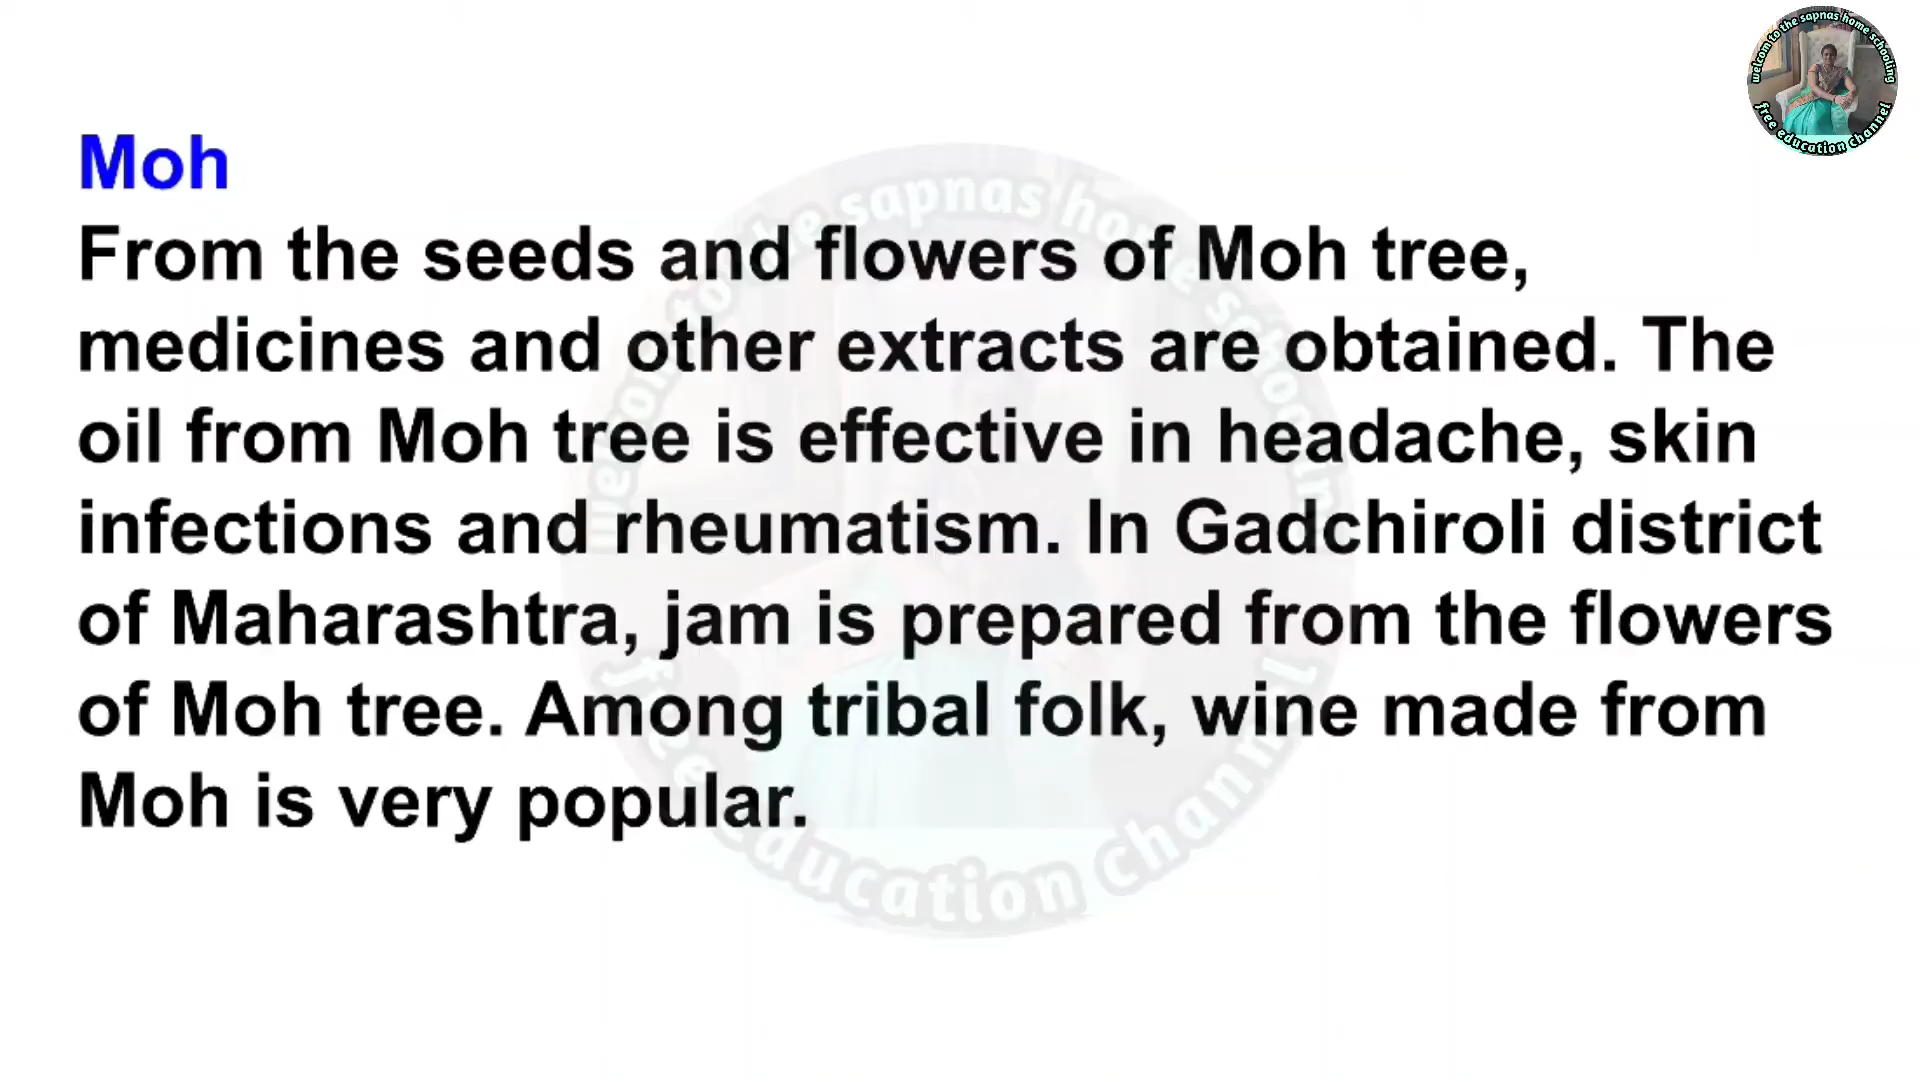 welcom to the sapnas home schooling
free education channel
Moh
From the seeds and flowers of Moh tree,
medicines and other extracts are obtained. The
oil from Moh tree is effective in headache, skin
infections and rheumatism. In Gadchiroli district
of Maharashtra, jam is prepared from the flowers
of Moh tree. Among tribal folk, wine made from
Moh is very popular.